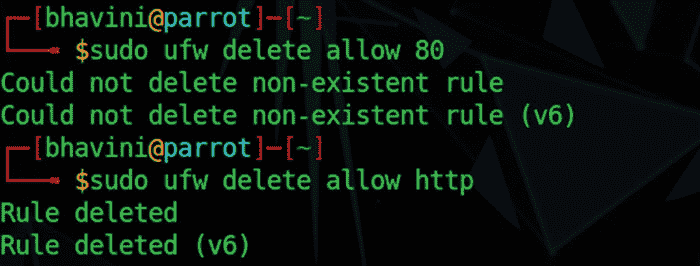 ┌─[bhavini@parrot]─[~]
└──╼ $sudo ufw delete allow 80
Could not delete non-existent rule
Could not delete non-existent rule (v6)
┌─[bhavini@parrot]─[~]
└──╼ $sudo ufw delete allow http
Rule deleted
Rule deleted (v6)